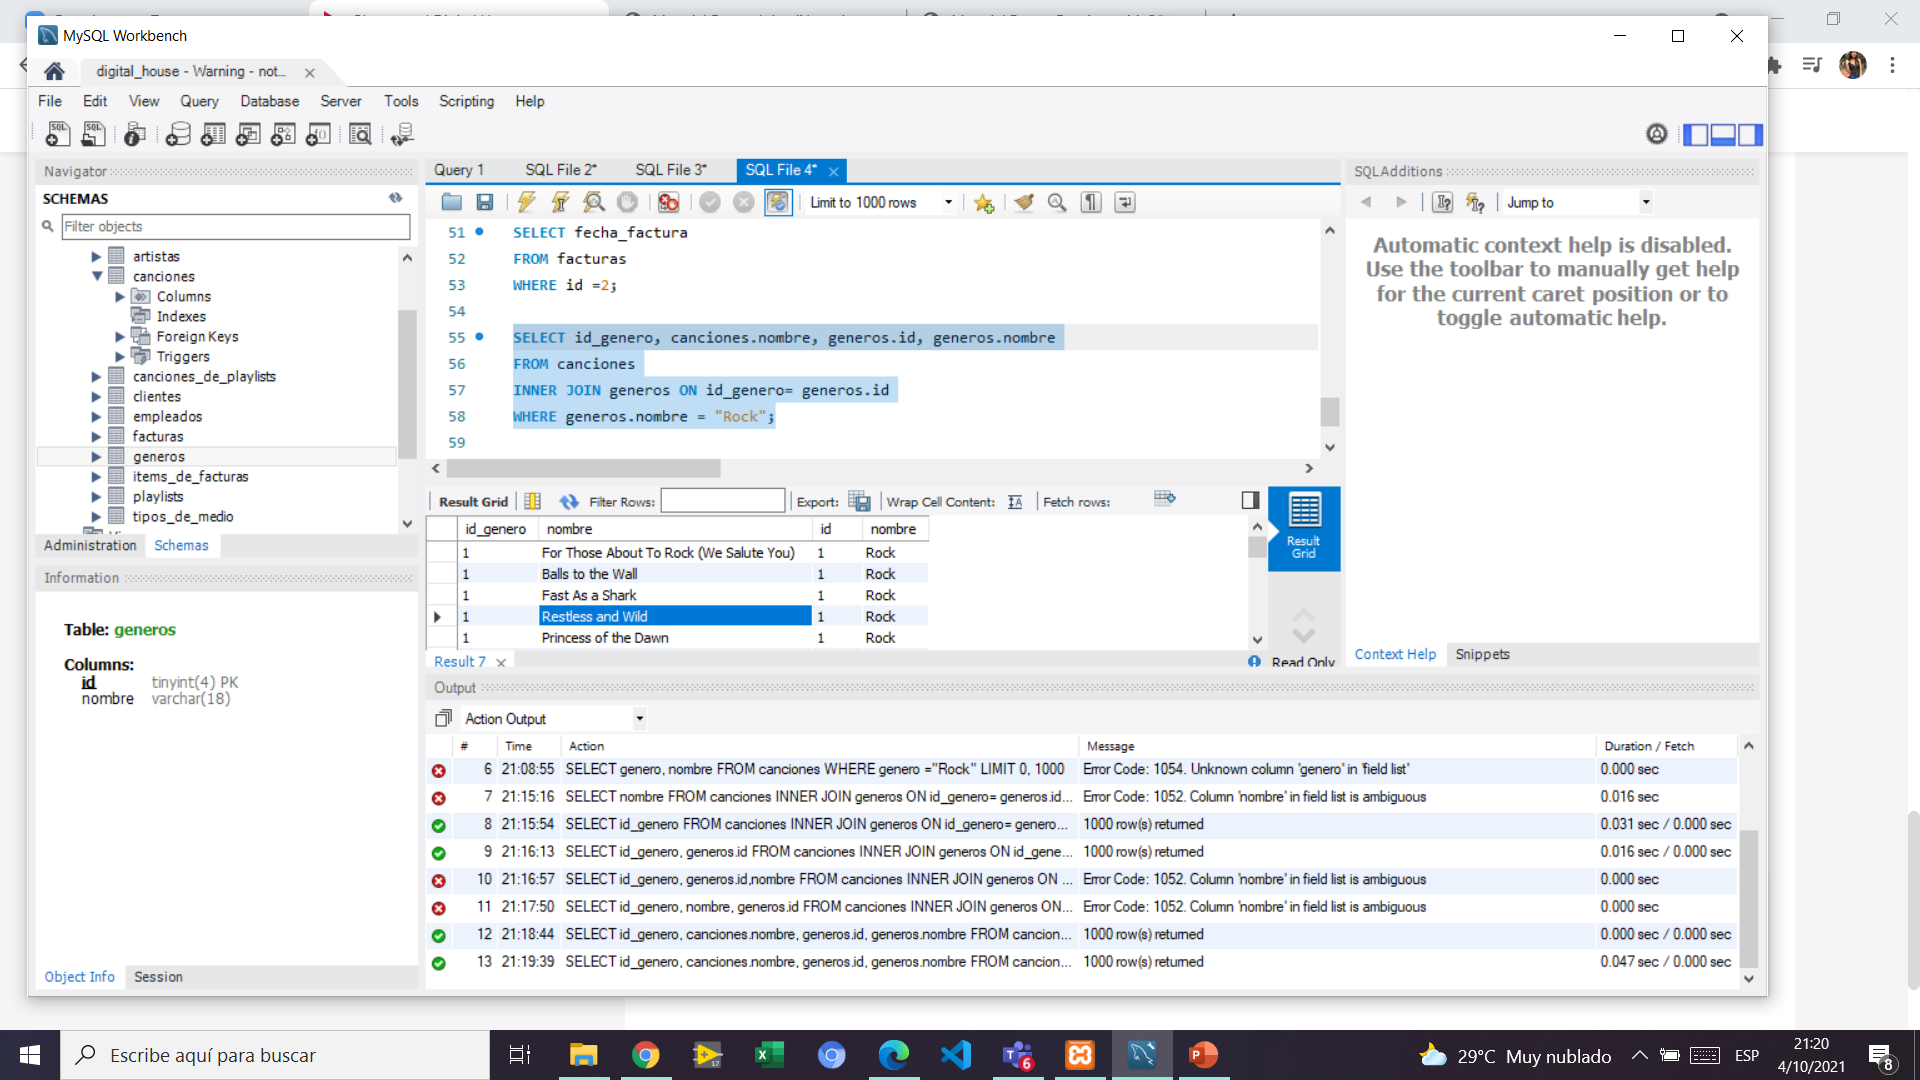 MySQL Workbench
digital_house - Warning - not...
File Edit View Query Database Server Tools Scripting Help
Navigator
SCHEMAS
Filter objects
artistas
canciones
Columns
Indexes
Foreign Keys
Triggers
canciones_de_playlists
clientes
empleados
facturas
generos
items_de_facturas
playlists
tipos_de_medio
Administration Schemas
Information
Table: generos
Columns:
id tinyint(4) PK
nombre varchar(18)
Object Info Session
Query 1 SQL File 2* SQL File 3* SQL File 4*
Limit to 1000 rows
51 SELECT fecha_factura
52 FROM facturas
53 WHERE id =2;
54
55 SELECT id_genero, canciones.nombre, generos.id, generos.nombre
56 FROM canciones
57 INNER JOIN generos ON id_genero= generos.id
58 WHERE generos.nombre = "Rock";
59
Result Grid Filter Rows: Export: Wrap Cell Content: Fetch rows:
id_genero nombre id nombre
1 For Those About To Rock (We Salute You) 1 Rock
1 Balls to the Wall 1 Rock
1 Fast As a Shark 1 Rock
1 Restless and Wild 1 Rock
1 Princess of the Dawn 1 Rock
Result Grid
Result 7
Read Only
SQLAdditions
Jump to
Automatic context help is disabled.
Use the toolbar to manually get help
for the current caret position or to
toggle automatic help.
Context Help Snippets
Output
Action Output
# Time Action Message Duration / Fetch
6 21:08:55 SELECT genero, nombre FROM canciones WHERE genero ="Rock" LIMIT 0, 1000 Error Code: 1054. Unknown column 'genero' in 'field list' 0.000 sec
7 21:15:16 SELECT nombre FROM canciones INNER JOIN generos ON id_genero= generos.id... Error Code: 1052. Column 'nombre' in field list is ambiguous 0.016 sec
8 21:15:54 SELECT id_genero FROM canciones INNER JOIN generos ON id_genero= genero... 1000 row(s) returned 0.031 sec / 0.000 sec
9 21:16:13 SELECT id_genero, generos.id FROM canciones INNER JOIN generos ON id_gene... 1000 row(s) returned 0.016 sec / 0.000 sec
10 21:16:57 SELECT id_genero, generos.id,nombre FROM canciones INNER JOIN generos ON ... Error Code: 1052. Column 'nombre' in field list is ambiguous 0.000 sec
11 21:17:50 SELECT id_genero, nombre, generos.id FROM canciones INNER JOIN generos ON... Error Code: 1052. Column 'nombre' in field list is ambiguous 0.000 sec
12 21:18:44 SELECT id_genero, canciones.nombre, generos.id, generos.nombre FROM cancion... 1000 row(s) returned 0.000 sec / 0.000 sec
13 21:19:39 SELECT id_genero, canciones.nombre, generos.id, generos.nombre FROM cancion... 1000 row(s) returned 0.047 sec / 0.000 sec
Escribe aquí para buscar
6
29°C Muy nublado
ESP
21:20
4/10/2021
8